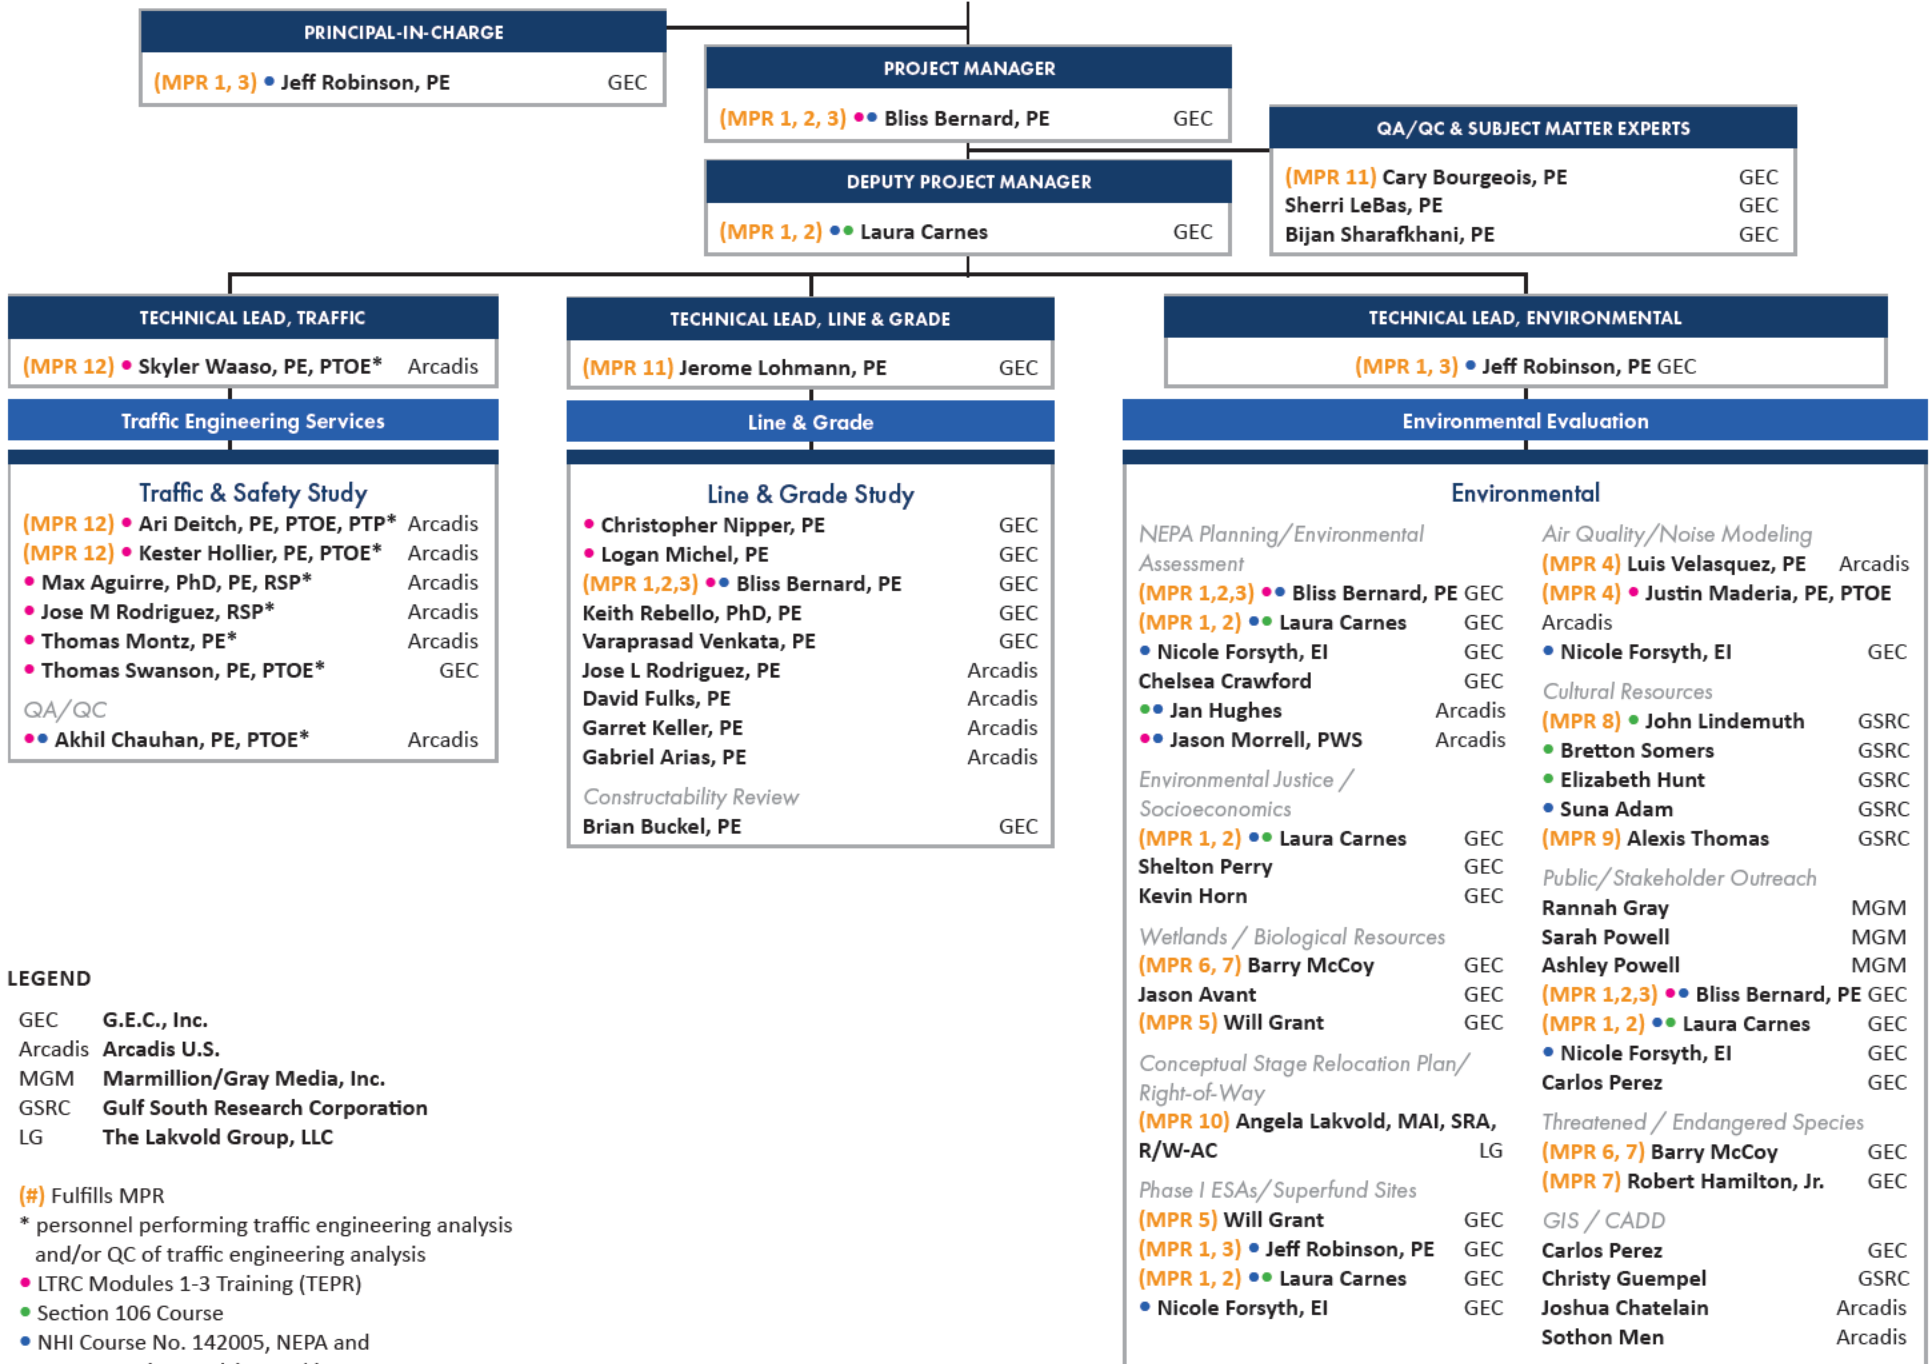 PRINCIPAL-IN-CHARGE
(MPR 1, 3) • Jeff Robinson, PE GEC
PROJECT MANAGER
(MPR 1, 2, 3) •• Bliss Bernard, PE GEC
QA/QC & SUBJECT MATTER EXPERTS
(MPR 11) Cary Bourgeois, PE GEC
Sherri LeBas, PE GEC
Bijan Sharafkhani, PE GEC
DEPUTY PROJECT MANAGER
(MPR 1, 2) •• Laura Carnes GEC
TECHNICAL LEAD, TRAFFIC
(MPR 12) • Skyler Waaso, PE, PTOE* Arcadis
Traffic Engineering Services
Traffic & Safety Study
(MPR 12) • Ari Deitch, PE, PTOE, PTP* Arcadis
(MPR 12) • Kester Hollier, PE, PTOE* Arcadis
• Max Aguirre, PhD, PE, RSP* Arcadis
• Jose M Rodriguez, RSP* Arcadis
• Thomas Montz, PE* Arcadis
• Thomas Swanson, PE, PTOE* GEC
QA/QC
•• Akhil Chauhan, PE, PTOE* Arcadis
TECHNICAL LEAD, LINE & GRADE
(MPR 11) Jerome Lohmann, PE GEC
Line & Grade
Line & Grade Study
• Christopher Nipper, PE GEC
• Logan Michel, PE GEC
(MPR 1,2,3) •• Bliss Bernard, PE GEC
Keith Rebello, PhD, PE GEC
Varaprasad Venkata, PE GEC
Jose L Rodriguez, PE Arcadis
David Fulks, PE Arcadis
Garret Keller, PE Arcadis
Gabriel Arias, PE Arcadis
Constructability Review
Brian Buckel, PE GEC
TECHNICAL LEAD, ENVIRONMENTAL
(MPR 1, 3) • Jeff Robinson, PE GEC
Environmental Evaluation
Environmental
NEPA Planning/Environmental
Assessment
(MPR 1,2,3) •• Bliss Bernard, PE GEC
(MPR 1, 2) •• Laura Carnes GEC
• Nicole Forsyth, EI GEC
Chelsea Crawford GEC
•• Jan Hughes Arcadis
•• Jason Morrell, PWS Arcadis
Environmental Justice /
Socioeconomics
(MPR 1, 2) •• Laura Carnes GEC
Shelton Perry GEC
Kevin Horn GEC
Wetlands / Biological Resources
(MPR 6, 7) Barry McCoy GEC
Jason Avant GEC
(MPR 5) Will Grant GEC
Conceptual Stage Relocation Plan/
Right-of-Way
(MPR 10) Angela Lakvold, MAI, SRA,
R/W-AC LG
Phase I ESAs/Superfund Sites
(MPR 5) Will Grant GEC
(MPR 1, 3) • Jeff Robinson, PE GEC
(MPR 1, 2) •• Laura Carnes GEC
• Nicole Forsyth, EI GEC
Air Quality/Noise Modeling
(MPR 4) Luis Velasquez, PE Arcadis
(MPR 4) • Justin Maderia, PE, PTOE
Arcadis
• Nicole Forsyth, EI GEC
Cultural Resources
(MPR 8) • John Lindemuth GSRC
• Bretton Somers GSRC
• Elizabeth Hunt GSRC
• Suna Adam GSRC
(MPR 9) Alexis Thomas GSRC
Public/Stakeholder Outreach
Rannah Gray MGM
Sarah Powell MGM
Ashley Powell MGM
(MPR 1,2,3) •• Bliss Bernard, PE GEC
(MPR 1, 2) •• Laura Carnes GEC
• Nicole Forsyth, EI GEC
Carlos Perez GEC
Threatened / Endangered Species
(MPR 6, 7) Barry McCoy GEC
(MPR 7) Robert Hamilton, Jr. GEC
GIS / CADD
Carlos Perez GEC
Christy Guempel GSRC
Joshua Chatelain Arcadis
Sothon Men Arcadis
LEGEND
GEC G.E.C., Inc.
Arcadis Arcadis U.S.
MGM Marmillion/Gray Media, Inc.
GSRC Gulf South Research Corporation
LG The Lakvold Group, LLC
(#) Fulfills MPR
* personnel performing traffic engineering analysis
and/or QC of traffic engineering analysis
• LTRC Modules 1-3 Training (TEPR)
• Section 106 Course
• NHI Course No. 142005, NEPA and